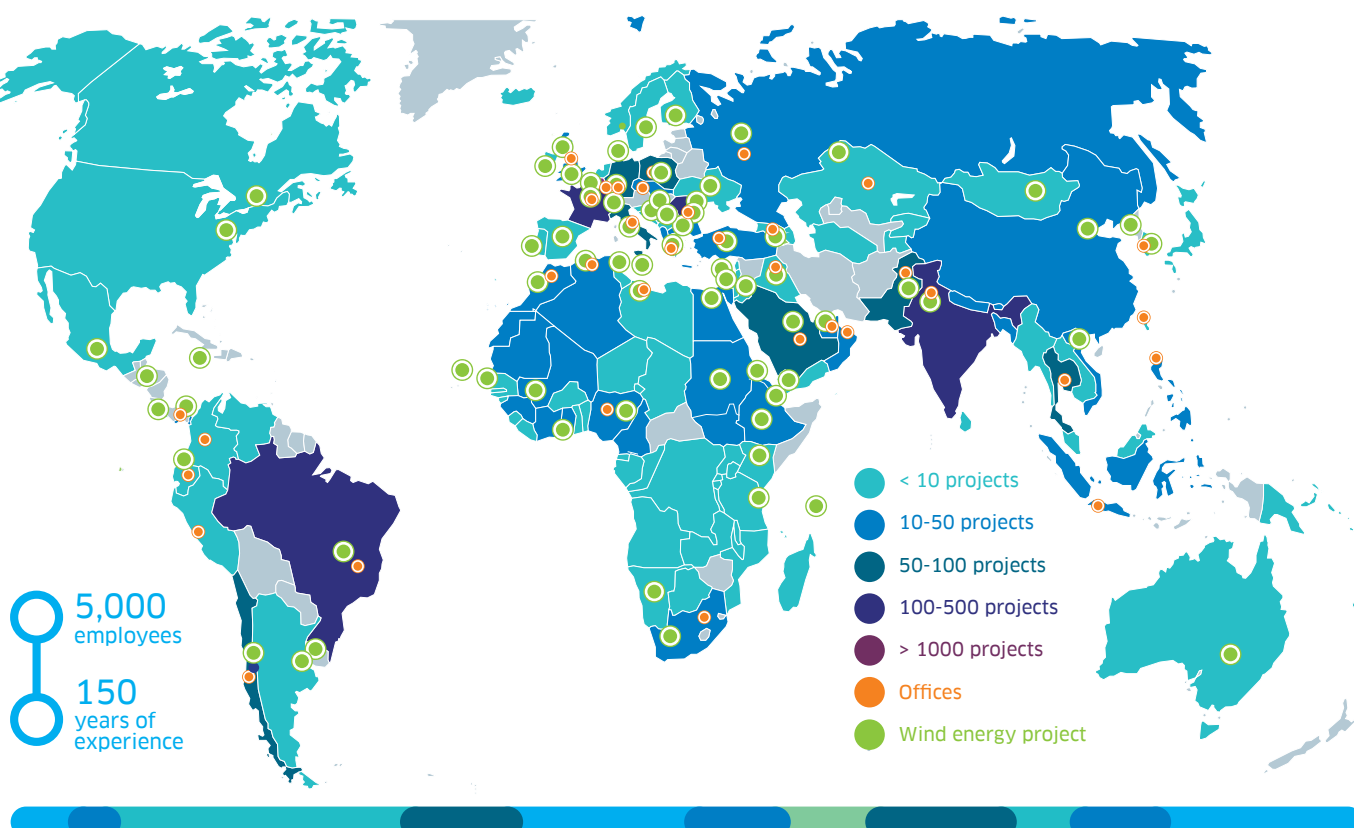 < 10 projects
10-50 projects
50-100 projects
100-500 projects
> 1000 projects
Offices
Wind energy project
5,000
employees
150
years of
experience